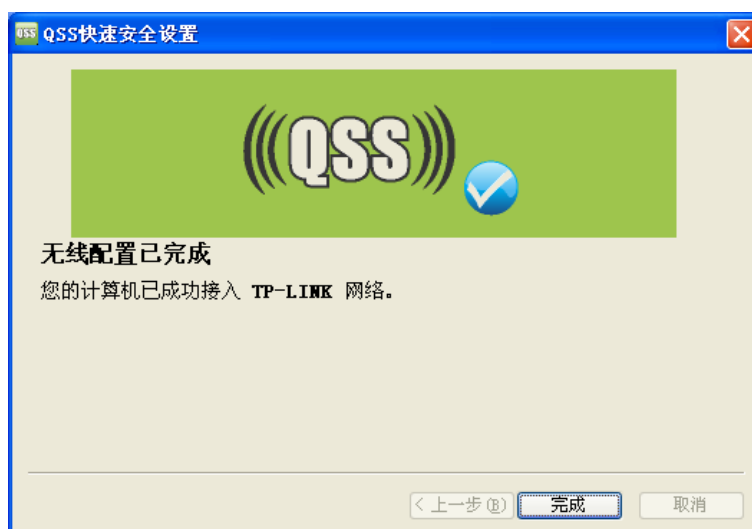 QSS QSS快速安全设置
(((QSS)))
无线配置已完成
您的计算机已成功接入 TP-LINK 网络。
< 上一步(B) 完成 取消